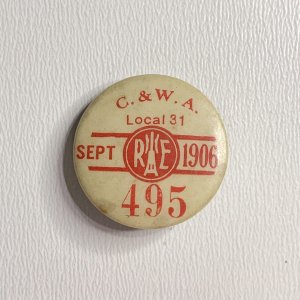 C. & W. A.
Local 31
SEPT 1906
495